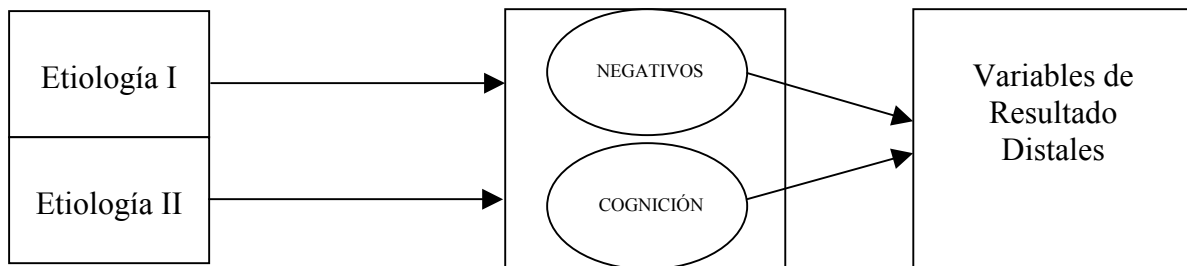 Etiología I
Etiología II
NEGATIVOS
COGNICIÓN
Variables de
Resultado
Distales